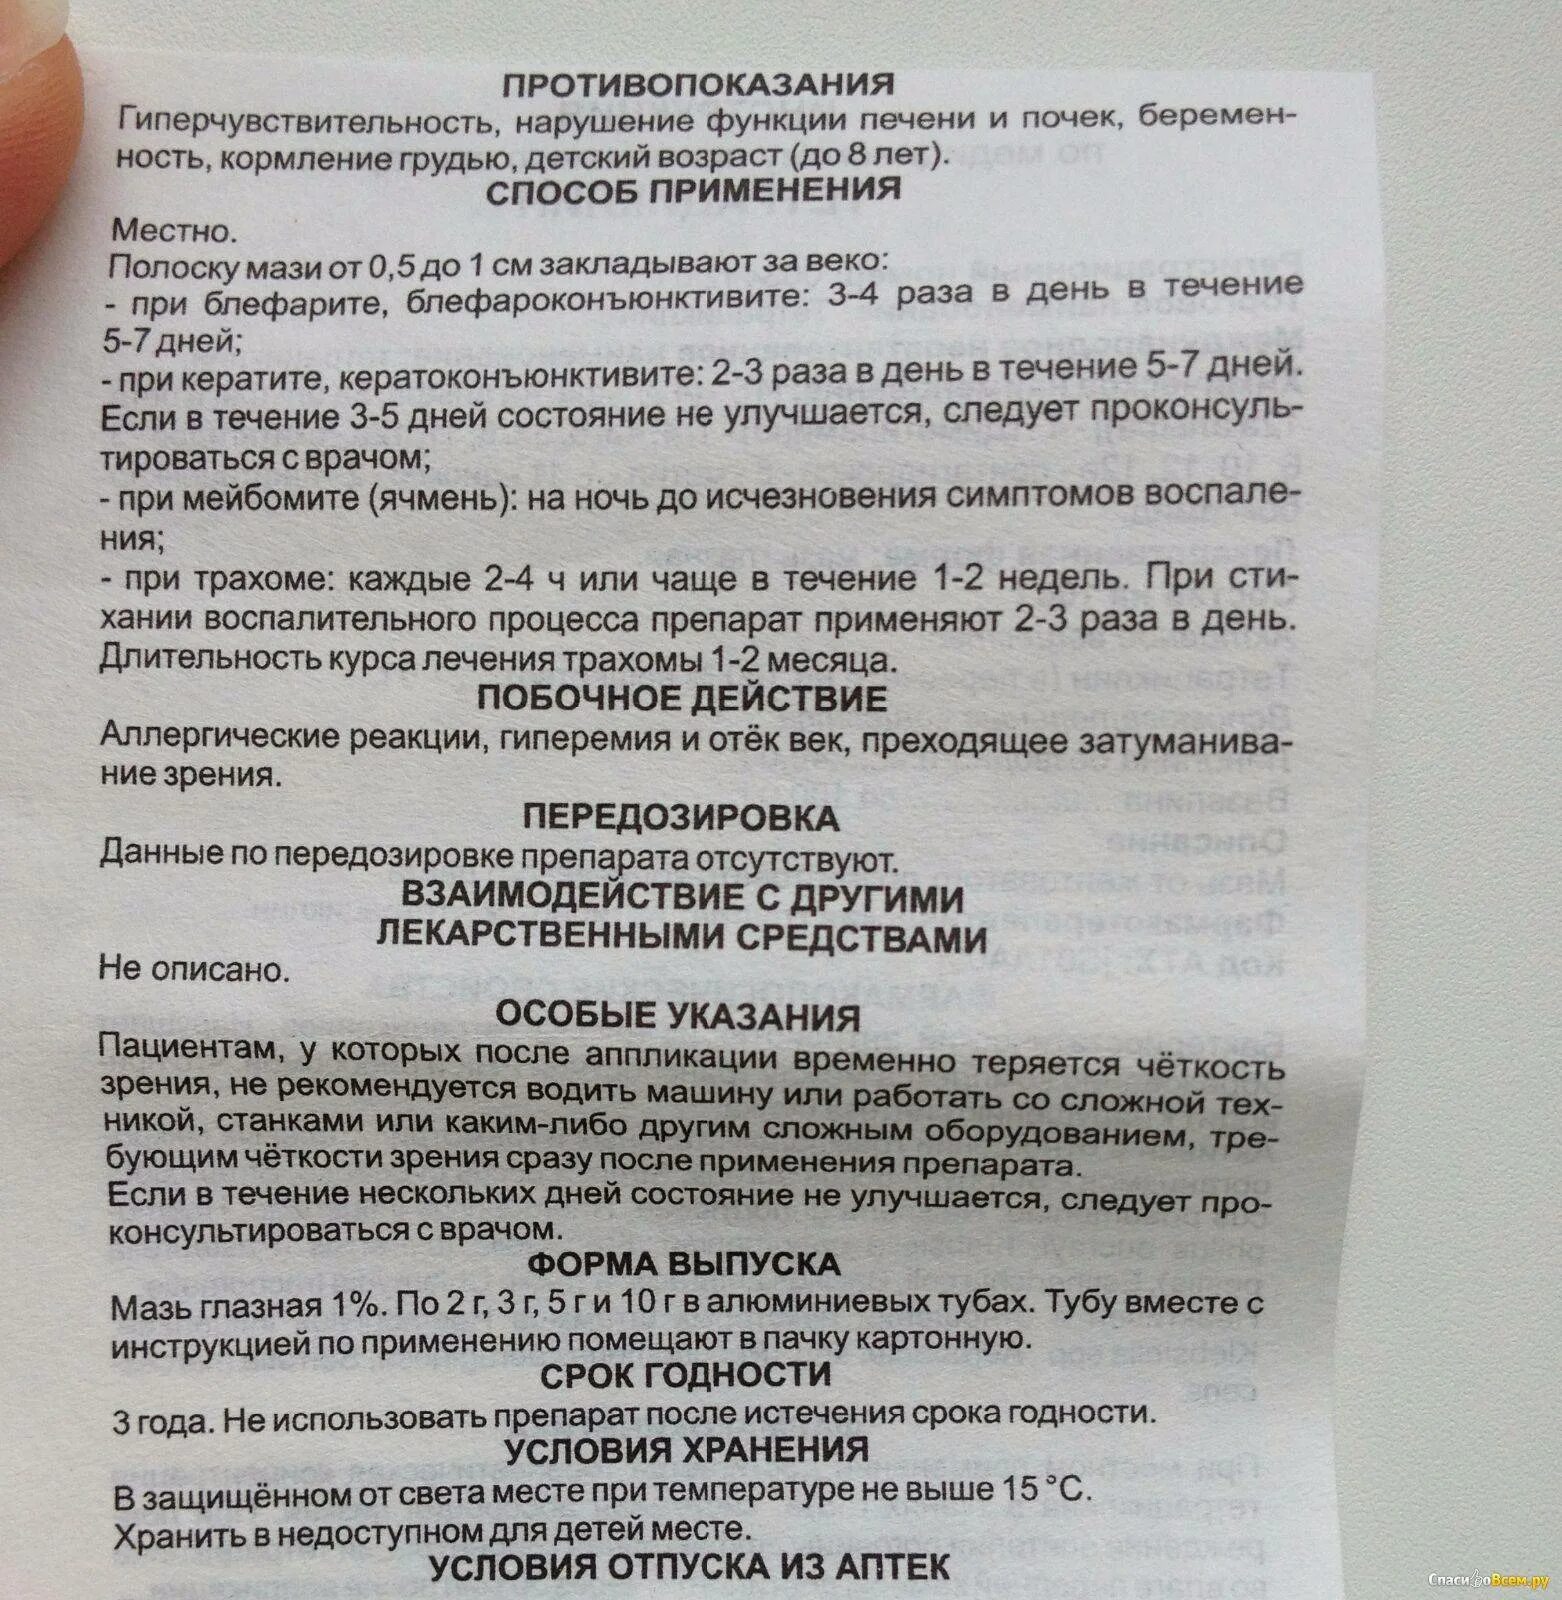 ПРОТИВОПОКАЗАНИЯ
Гиперчувствительность, нарушение функции печени и почек, беремен-
ность, кормление грудью, детский возраст (до 8 лет).
СПОСОБ ПРИМЕНЕНИЯ
Местно.
Полоску мази от 0,5 до 1 см закладывают за веко:
- при блефарите, блефароконъюнктивите: 3-4 раза в день в течение
5-7 дней;
- при кератите, кератоконъюнктивите: 2-3 раза в день в течение 5-7 дней.
Если в течение 3-5 дней состояние не улучшается, следует проконсуль-
тироваться с врачом;
- при мейбомите (ячмень): на ночь до исчезновения симптомов воспале-
ния;
- при трахоме: каждые 2-4 ч или чаще в течение 1-2 недель. При сти-
хании воспалительного процесса препарат применяют 2-3 раза в день.
Длительность курса лечения трахомы 1-2 месяца.
ПОБОЧНОЕ ДЕЙСТВИЕ
Аллергические реакции, гиперемия и отёк век, преходящее затуманива-
ние зрения.
ПЕРЕДОЗИРОВКА
Данные по передозировке препарата отсутствуют.
ВЗАИМОДЕЙСТВИЕ С ДРУГИМИ
ЛЕКАРСТВЕННЫМИ СРЕДСТВАМИ
Не описано.
ОСОБЫЕ УКАЗАНИЯ
Пациентам, у которых после аппликации временно теряется чёткость
зрения, не рекомендуется водить машину или работать со сложной тех-
никой, станками или каким-либо другим сложным оборудованием, тре-
бующим чёткости зрения сразу после применения препарата.
Если в течение нескольких дней состояние не улучшается, следует про-
консультироваться с врачом.
ФОРМА ВЫПУСКА
Мазь глазная 1%. По 2 г, 3 г, 5 г и 10 г в алюминиевых тубах. Тубу вместе с
инструкцией по применению помещают в пачку картонную.
СРОК ГОДНОСТИ
3 года. Не использовать препарат после истечения срока годности.
УСЛОВИЯ ХРАНЕНИЯ
В защищённом от света месте при температуре не выше 15 °С.
Хранить в недоступном для детей месте.
УСЛОВИЯ ОТПУСКА ИЗ АПТЕК
СпасибоВсем.ру